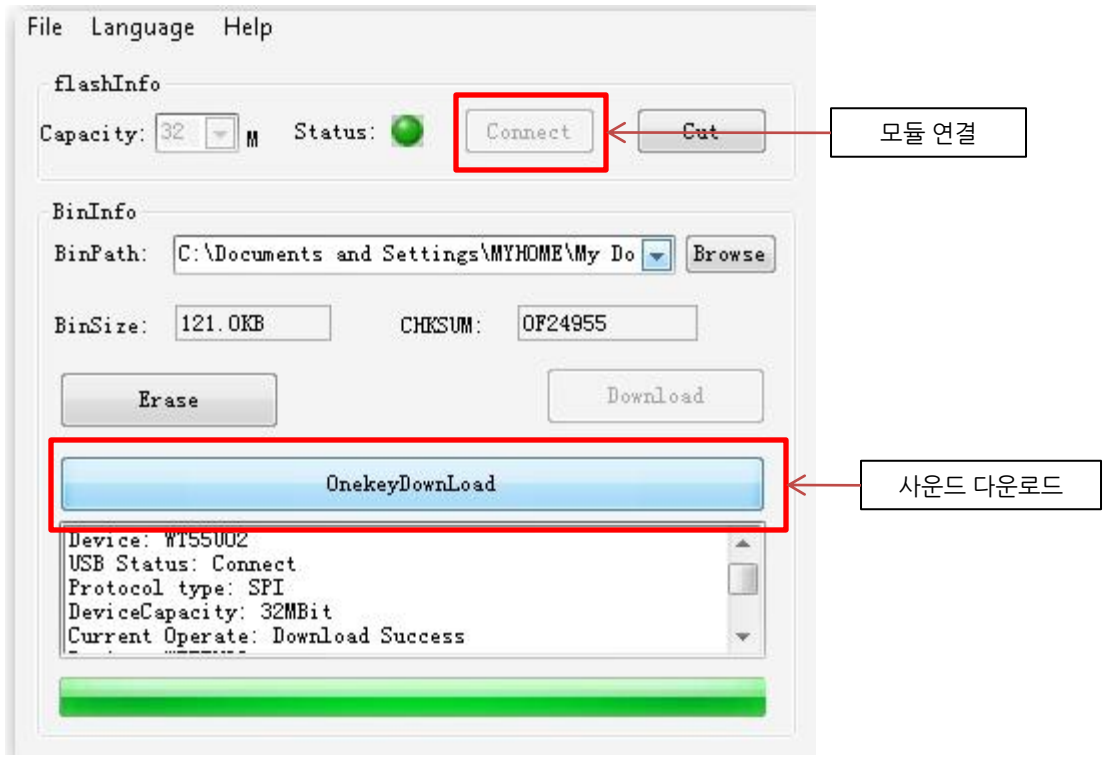 File Language Help
flashInfo
Capacity: 32 M Status: Connect Cut
모듈 연결
BinInfo
BinPath: C:\Documents and Settings\MYHOME\My Do Browse
BinSize: 121.0KB CHKSUM: 0F24955
Erase Download
OnekeyDownLoad
사운드 다운로드
Device: WT55U02
USB Status: Connect
Protocol type: SPI
DeviceCapacity: 32MBit
Current Operate: Download Success